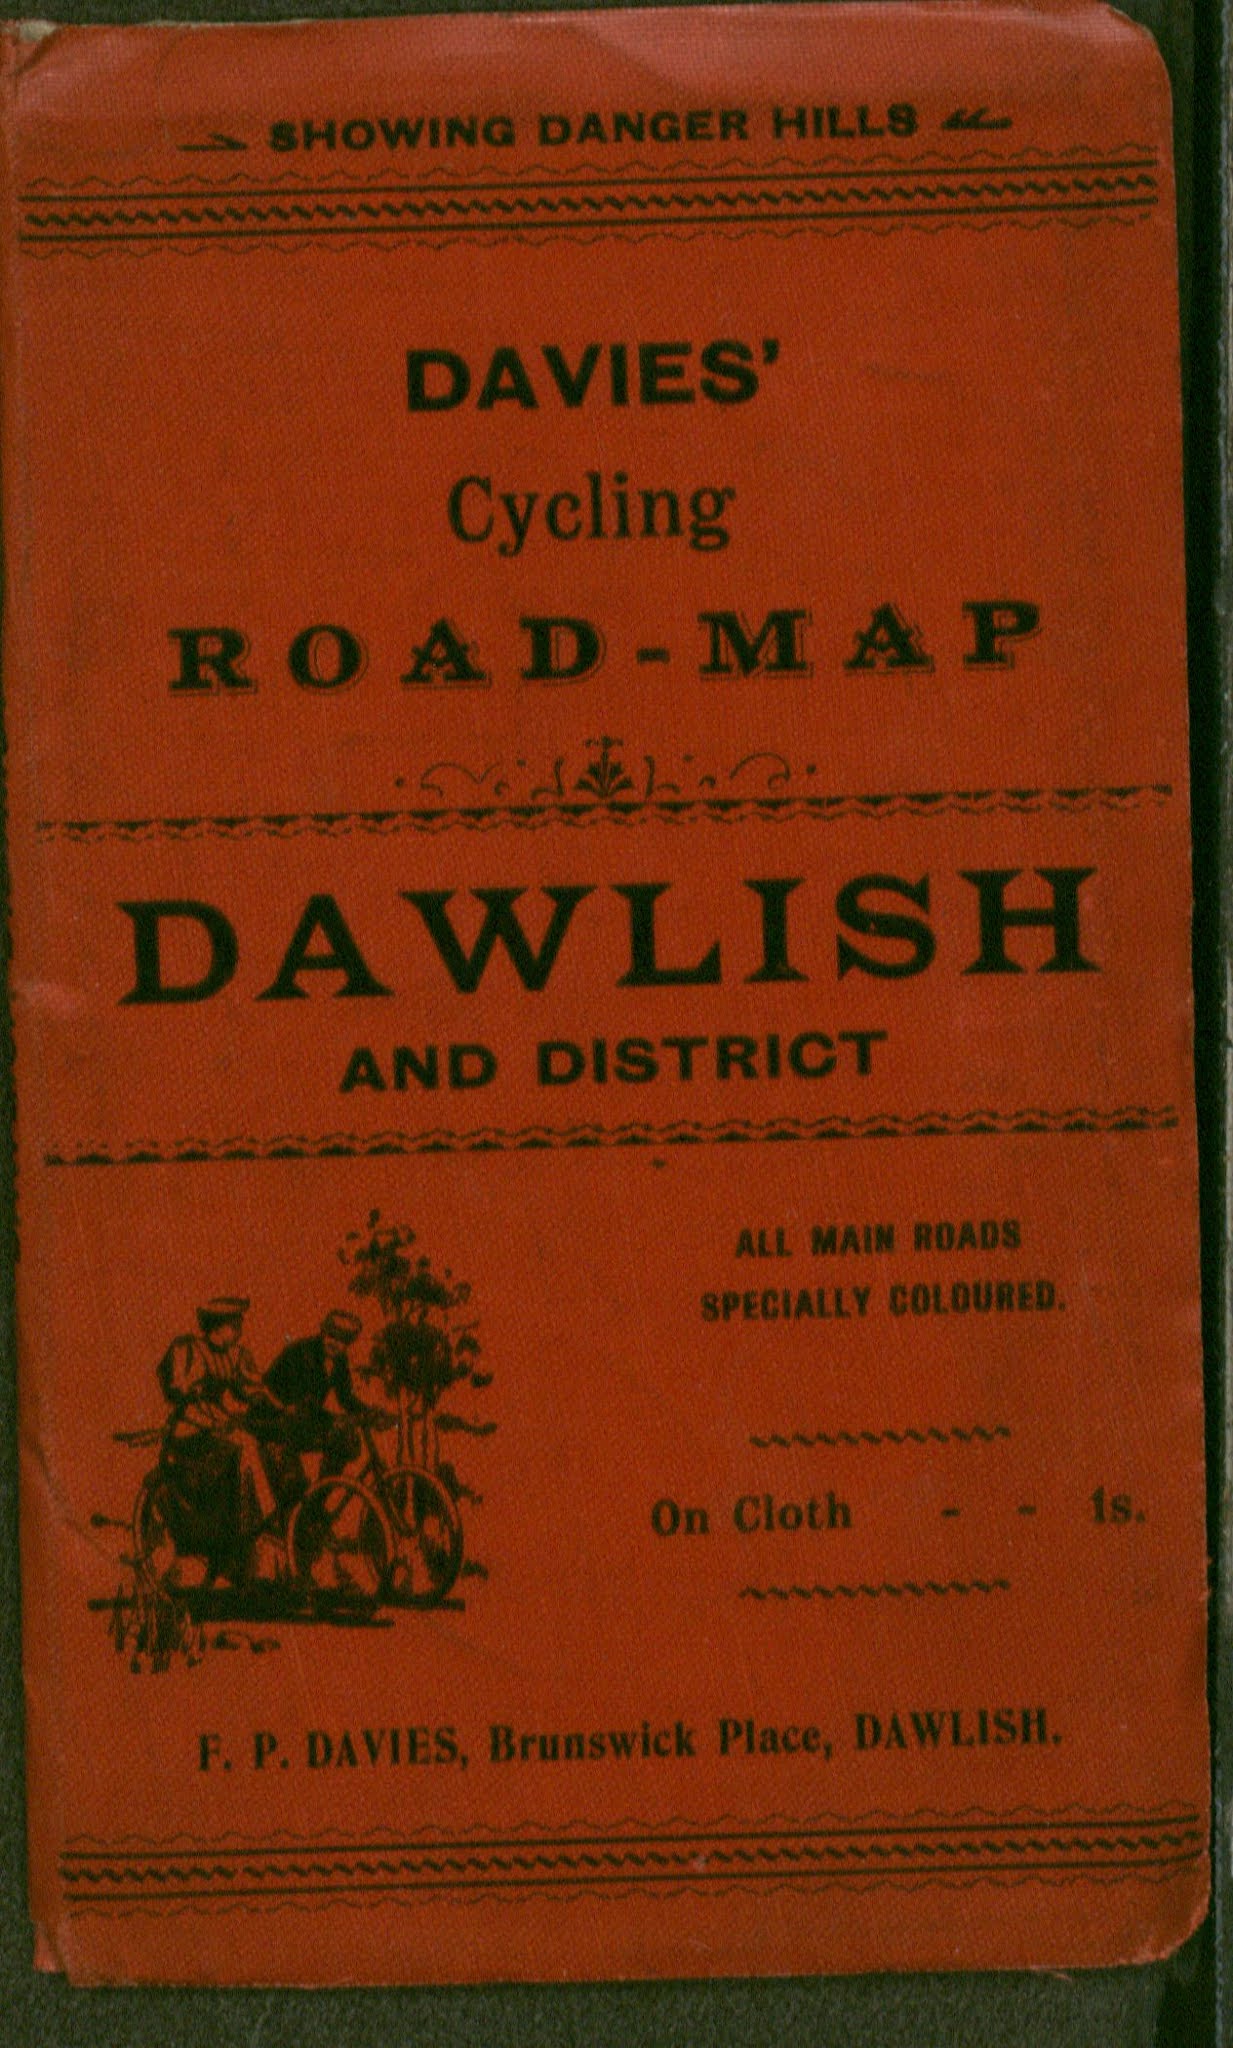 SHOWING DANGER HILLS
DAVIES'
Cycling
ROAD-MAP
DAWLISH
AND DISTRICT
ALL MAIN ROADS
SPECIALLY COLOURED.
On Cloth - - 1s.
F. P. DAVIES, Brunswick Place, DAWLISH.